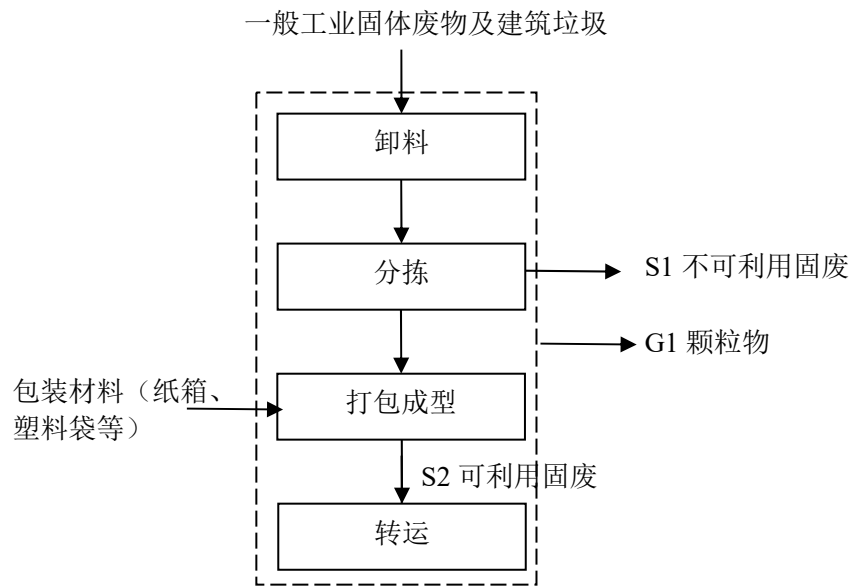 一般工业固体废物及建筑垃圾
卸料
分拣
S1 不可利用固废
G1 颗粒物
包装材料（纸箱、
塑料袋等）
打包成型
S2 可利用固废
转运